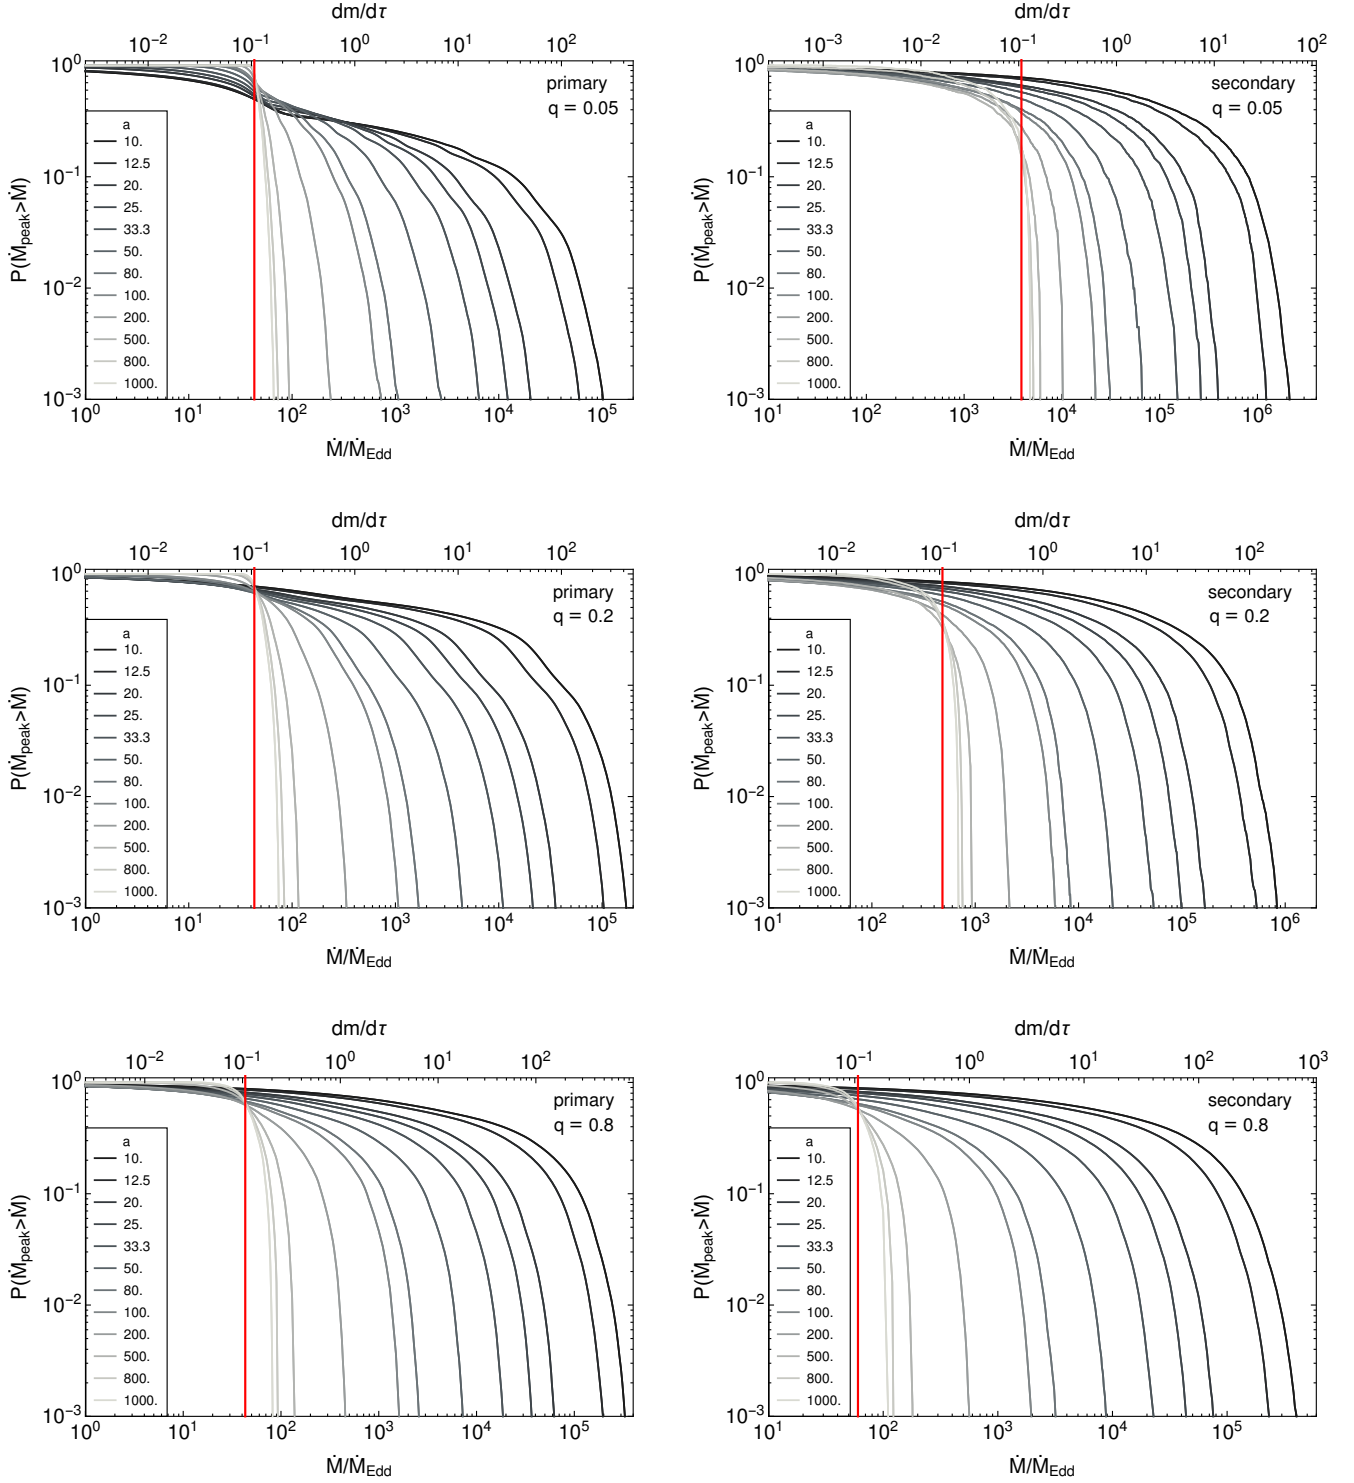 dm/dτ
10⁻² 10⁻¹ 10⁰ 10¹ 10²
10⁰ 10⁻¹ 10⁻² 10⁻³
P(Ṁpeak>Ṁ)
primary
q = 0.05
a
10.
12.5
20.
25.
33.3
50.
80.
100.
200.
500.
800.
1000.
10⁰ 10¹ 10² 10³ 10⁴ 10⁵
Ṁ/ṀEdd
dm/dτ
10⁻³ 10⁻² 10⁻¹ 10⁰ 10¹ 10²
10⁰ 10⁻¹ 10⁻² 10⁻³
P(Ṁpeak>Ṁ)
secondary
q = 0.05
a
10.
12.5
20.
25.
33.3
50.
80.
100.
200.
500.
800.
1000.
10¹ 10² 10³ 10⁴ 10⁵ 10⁶
Ṁ/ṀEdd
dm/dτ
10⁻² 10⁻¹ 10⁰ 10¹ 10²
10⁰ 10⁻¹ 10⁻² 10⁻³
P(Ṁpeak>Ṁ)
primary
q = 0.2
a
10.
12.5
20.
25.
33.3
50.
80.
100.
200.
500.
800.
1000.
10⁰ 10¹ 10² 10³ 10⁴ 10⁵
Ṁ/ṀEdd
dm/dτ
10⁻² 10⁻¹ 10⁰ 10¹ 10²
10⁰ 10⁻¹ 10⁻² 10⁻³
P(Ṁpeak>Ṁ)
secondary
q = 0.2
a
10.
12.5
20.
25.
33.3
50.
80.
100.
200.
500.
800.
1000.
10¹ 10² 10³ 10⁴ 10⁵ 10⁶
Ṁ/ṀEdd
dm/dτ
10⁻² 10⁻¹ 10⁰ 10¹ 10²
10⁰ 10⁻¹ 10⁻² 10⁻³
P(Ṁpeak>Ṁ)
primary
q = 0.8
a
10.
12.5
20.
25.
33.3
50.
80.
100.
200.
500.
800.
1000.
10⁰ 10¹ 10² 10³ 10⁴ 10⁵
Ṁ/ṀEdd
dm/dτ
10⁻¹ 10⁰ 10¹ 10² 10³
10⁰ 10⁻¹ 10⁻² 10⁻³
P(Ṁpeak>Ṁ)
secondary
q = 0.8
a
10.
12.5
20.
25.
33.3
50.
80.
100.
200.
500.
800.
1000.
10¹ 10² 10³ 10⁴ 10⁵
Ṁ/ṀEdd